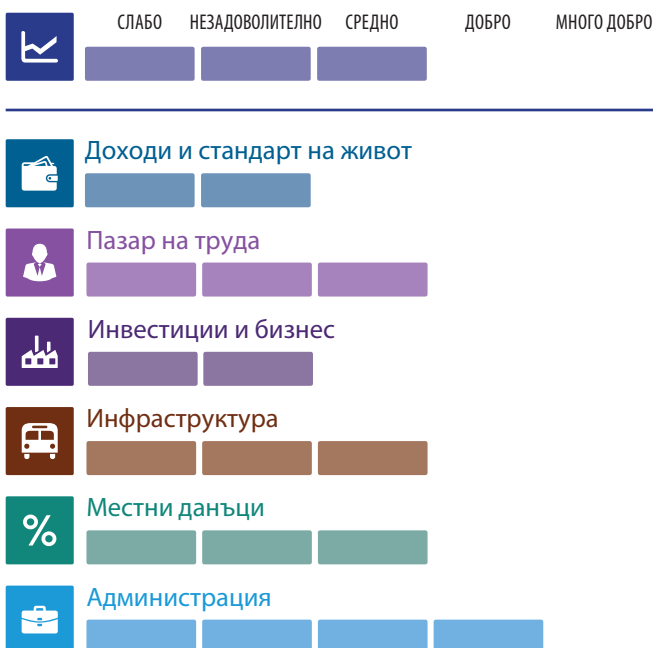 СЛАБО НЕЗАДОВОЛИТЕЛНО СРЕДНО ДОБРО МНОГО ДОБРО
Доходи и стандарт на живот
Пазар на труда
Инвестиции и бизнес
Инфраструктура
Местни данъци
%
Администрация